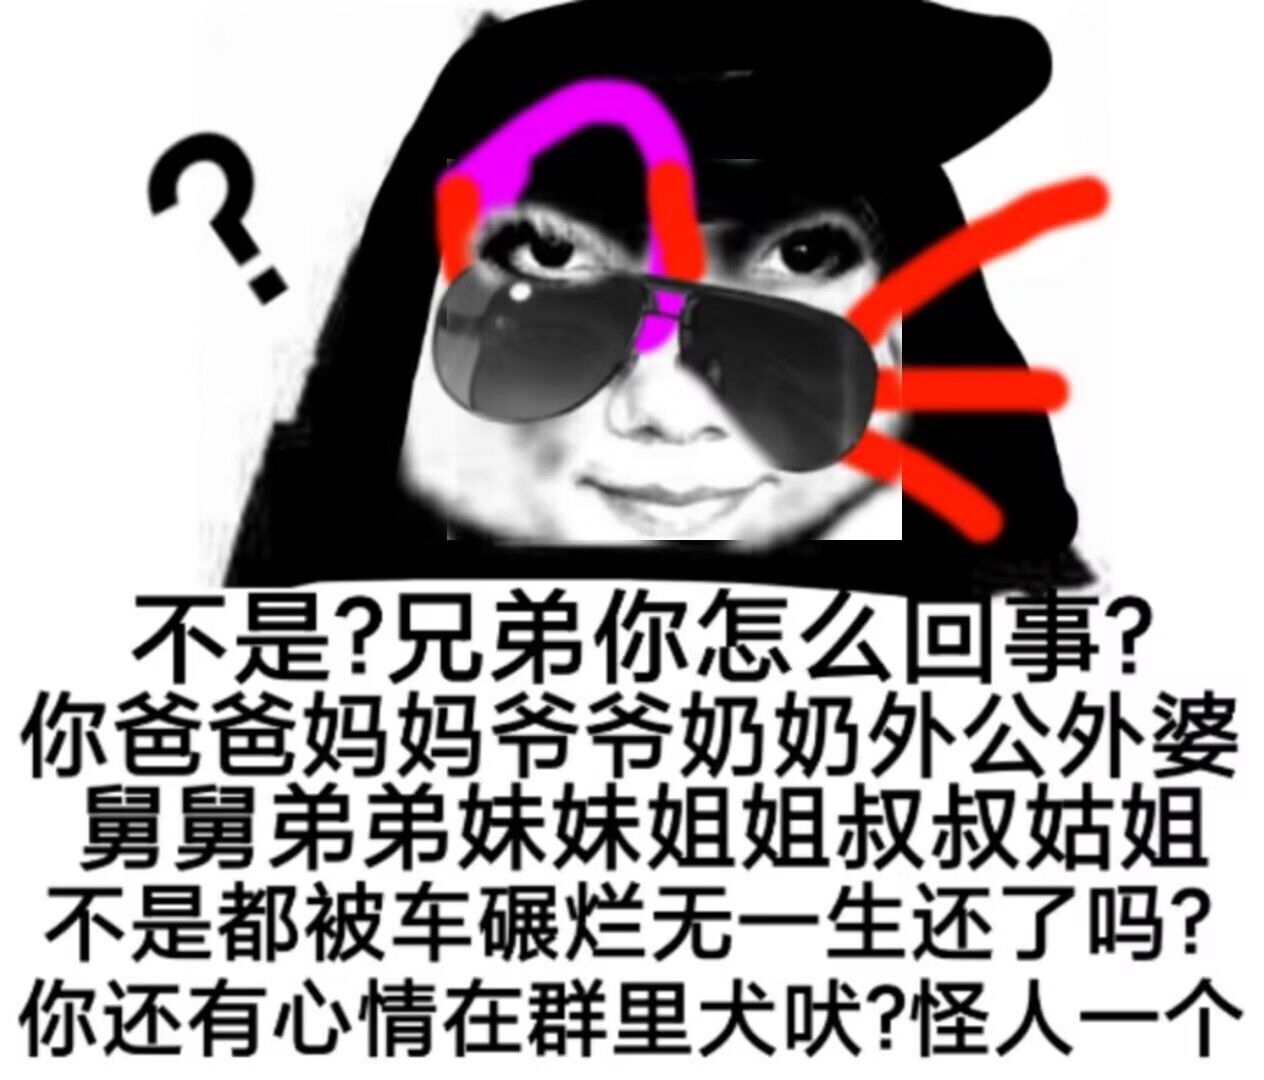 ?
不是?兄弟你怎么回事?
你爸爸妈妈爷爷奶奶外公外婆
舅舅弟弟妹妹姐姐叔叔姑姐
不是都被车碾烂无一生还了吗?
你还有心情在群里犬吠?怪人一个